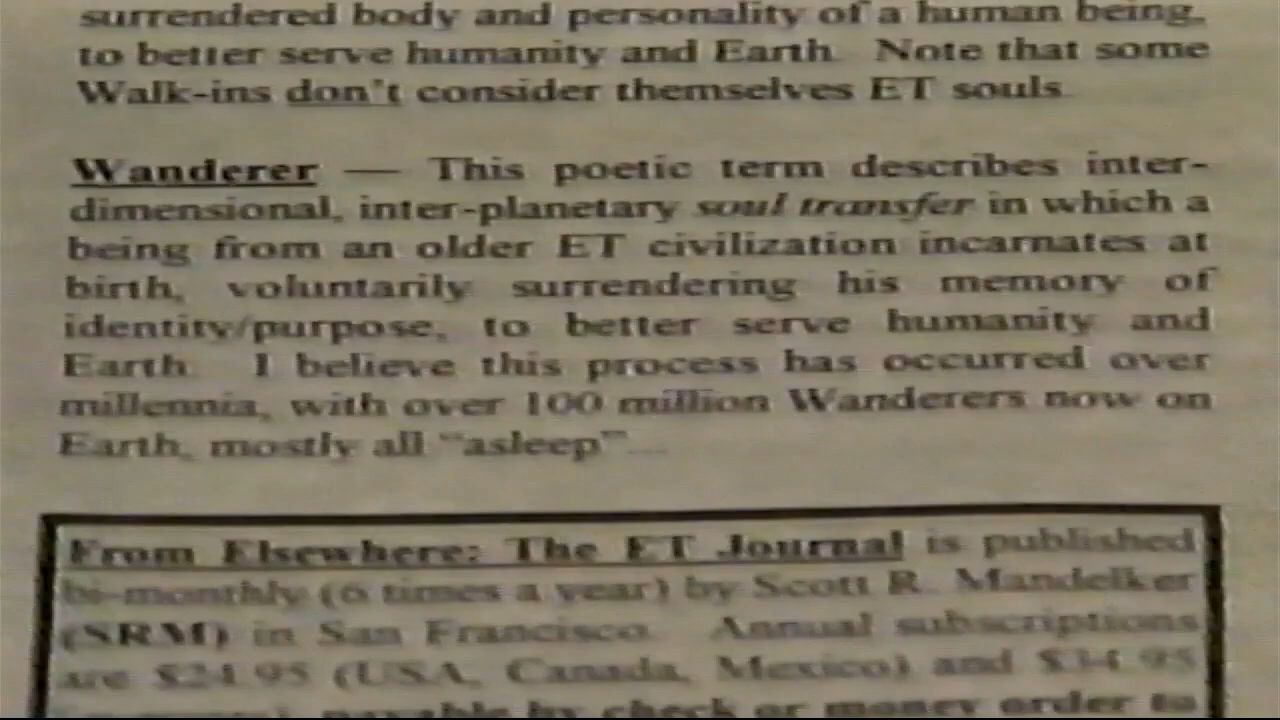 surrendered body and personality of a human being,
to better serve humanity and Earth. Note that some
Walk-ins don't consider themselves ET souls.
Wanderer — This poetic term describes inter-
dimensional, inter-planetary soul transfer in which a
being from an older ET civilization incarnates at
birth, voluntarily surrendering his memory of
identity/purpose, to better serve humanity and
Earth. I believe this process has occurred over
millennia, with over 100 million Wanderers now on
Earth, mostly all "asleep"...
From Elsewhere: The ET Journal is published
bi-monthly (6 times a year) by Scott R. Mandelker
(SRM) in San Francisco. Annual subscriptions
are $24.95 (USA, Canada, Mexico) and $34.95
payable by check or money order to